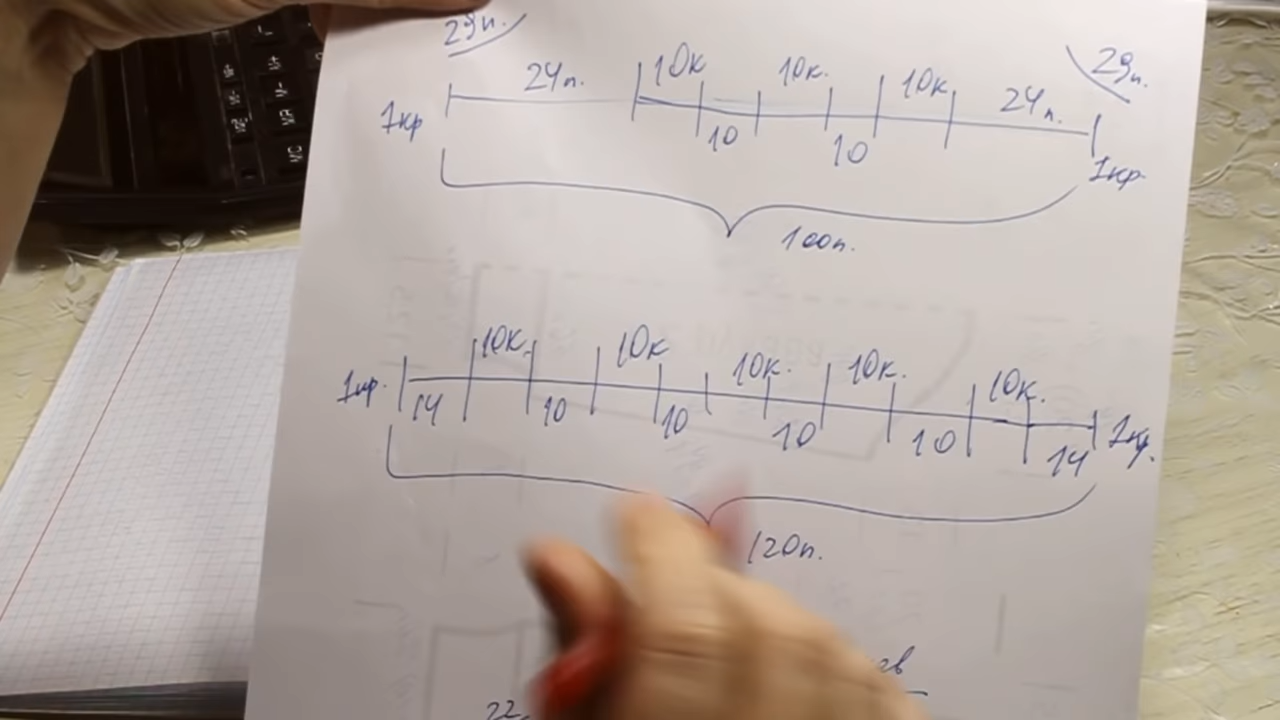 29п. 29п.
24п. 10к 10к. 10к 24п.
1кр 10 10 1кр.
100п.
10к. 10к 10к. 10к. 10к.
1кр. 14 10 10 10 10 14 1кр.
120п.
22